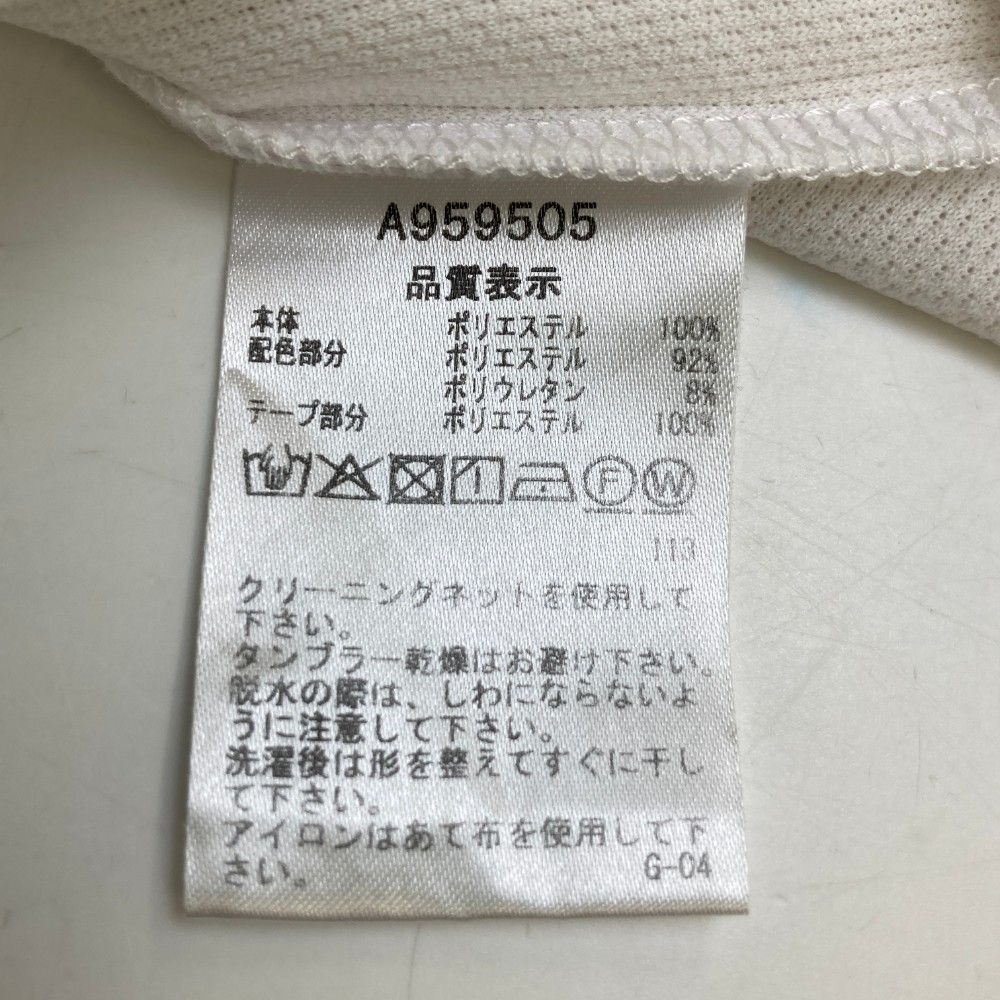 A959505
品質表示
本体 ポリエステル 100%
配色部分 ポリエステル 92%
ポリウレタン 8%
テープ部分 ポリエステル 100%
F W
113
クリーニングネットを使用して
下さい。
タンブラー乾燥はお避け下さい。
脱水の際は、しわにならないよ
うに注意して下さい。
洗濯後は形を整えてすぐに干し
て下さい。
アイロンはあて布を使用して下
さい。 G-04